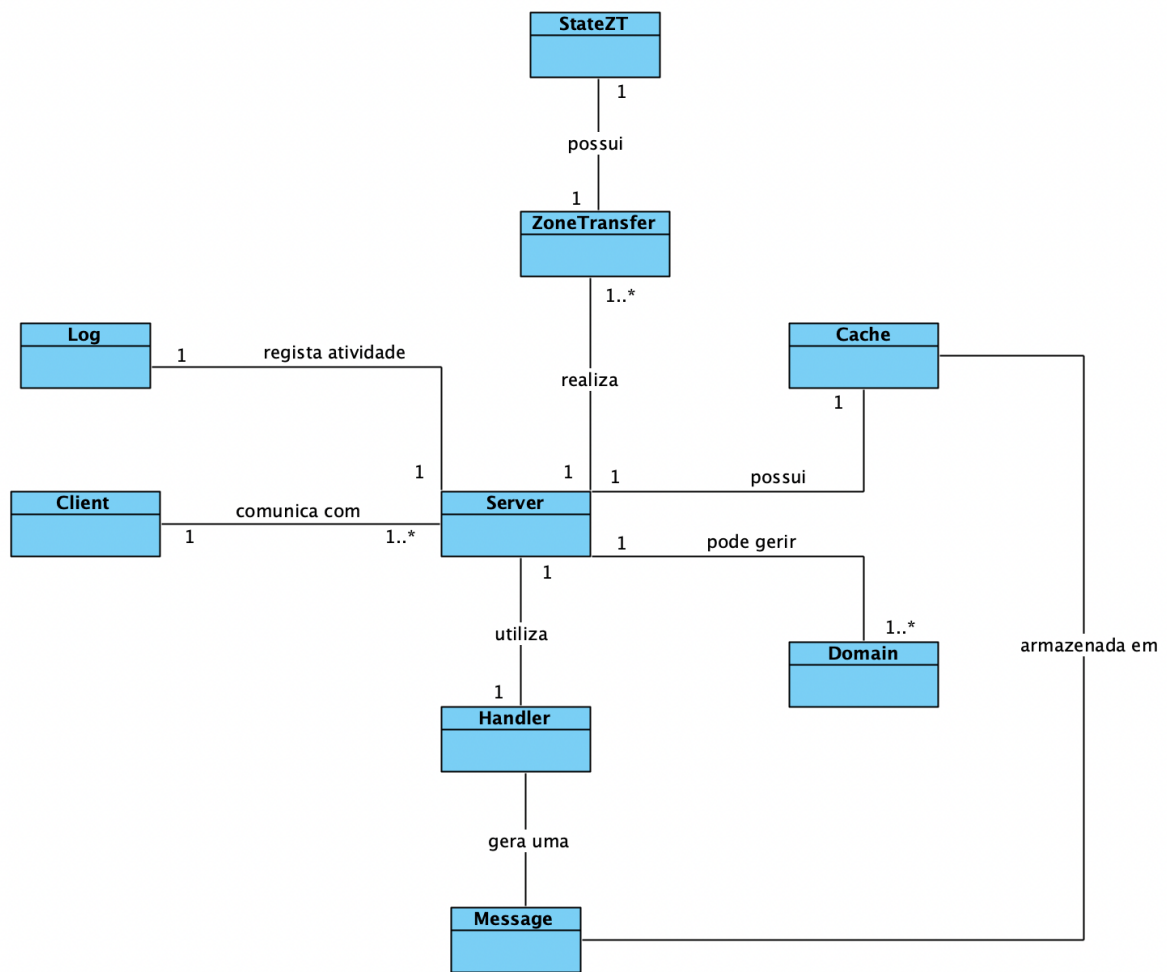 StateZT
1
possui
1
ZoneTransfer
1..*
Log
1
regista atividade
Cache
1
realiza
1
1
1
possui
Client
1
comunica com
1..*
Server
1
pode gerir
1
utiliza
1..*
Domain
armazenada em
1
Handler
gera uma
Message